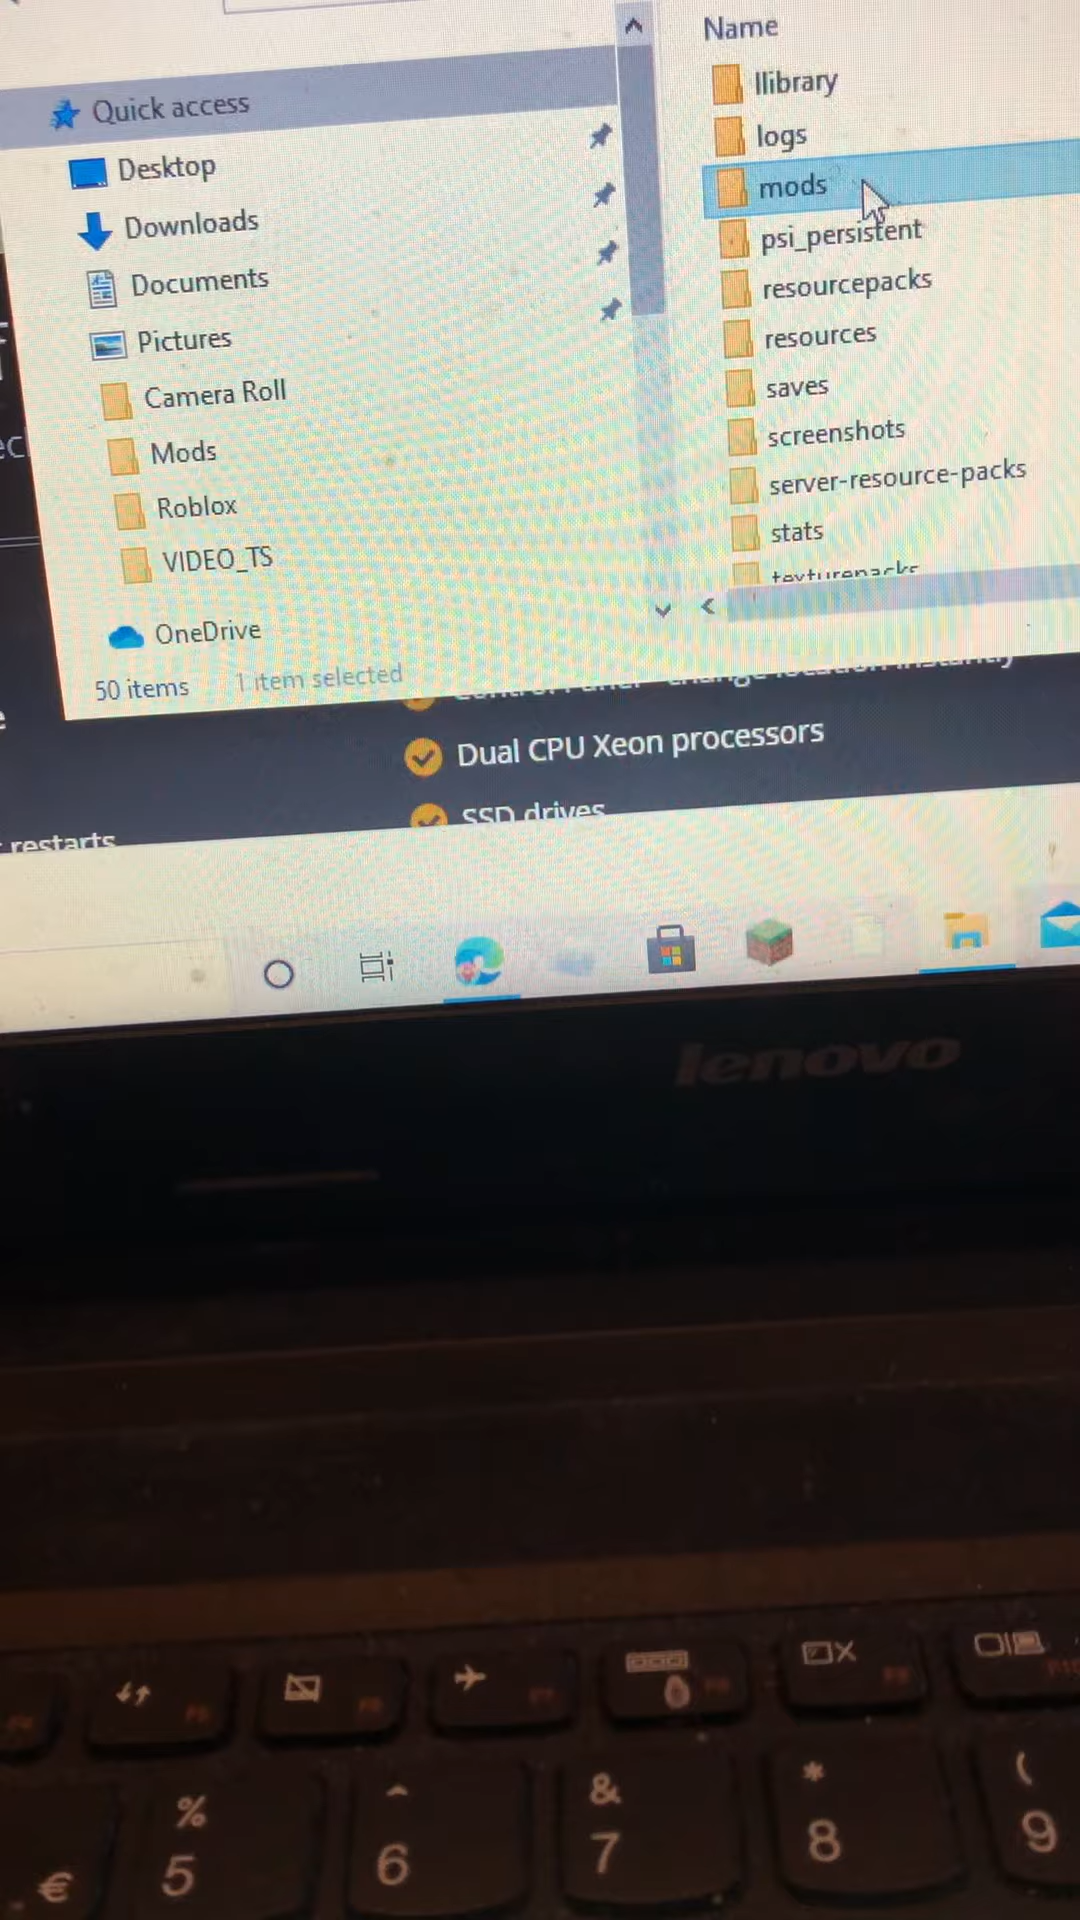 Name
Quick access
Desktop
Downloads
Documents
Pictures
Camera Roll
Mods
Roblox
VIDEO_TS
OneDrive
50 items
1 item selected
llibrary
logs
mods
psi_persistent
resourcepacks
resources
saves
screenshots
server-resource-packs
stats
texturepacks
Dual CPU Xeon processors
SSD drives
restarts
lenovo
% 5
^ 6
& 7
* 8
( 9
€